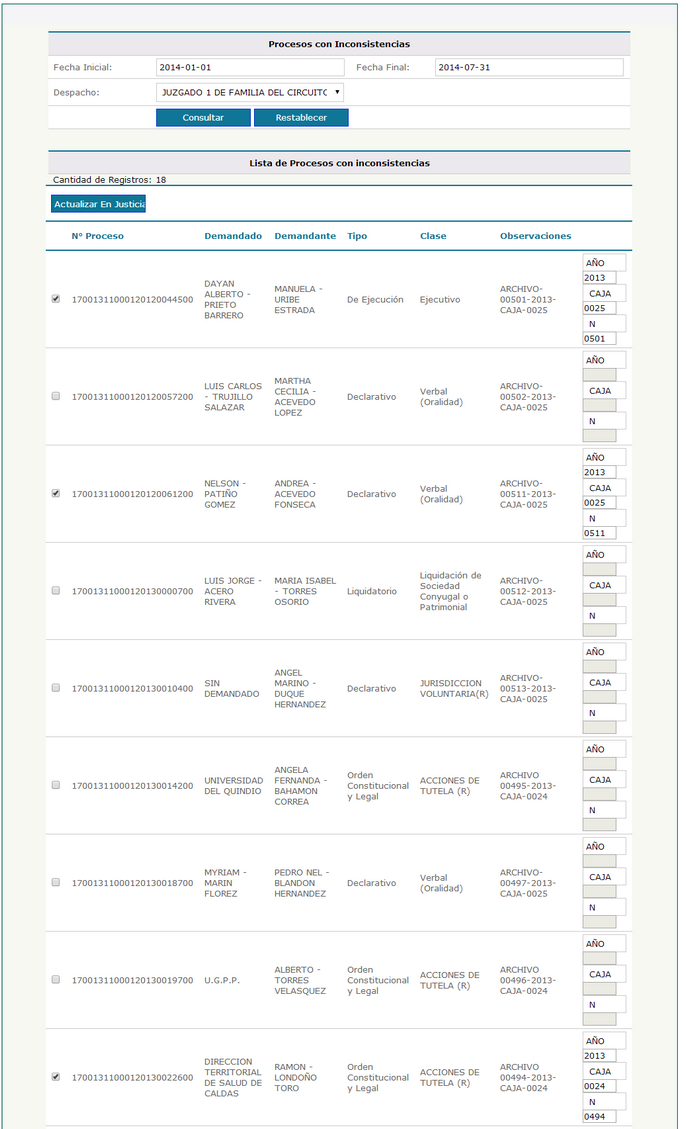 Procesos con Inconsistencias
Fecha Inicial: 2014-01-01 Fecha Final: 2014-07-31
Despacho: JUZGADO 1 DE FAMILIA DEL CIRCUITC
Consultar Restablecer
Lista de Procesos con inconsistencias
Cantidad de Registros: 18
Actualizar En Justicia
Nº Proceso Demandado Demandante Tipo Clase Observaciones
17001311000120120044500
DAYAN
ALBERTO -
PRIETO
BARRERO
MANUELA -
URIBE
ESTRADA
De Ejecución
Ejecutivo
ARCHIVO-
00501-2013-
CAJA-0025
AÑO
2013
CAJA
0025
N
0501
17001311000120120057200
LUIS CARLOS
- TRUJILLO
SALAZAR
MARTHA
CECILIA -
ACEVEDO
LOPEZ
Declarativo
Verbal
(Oralidad)
ARCHIVO-
00502-2013-
CAJA-0025
AÑO
CAJA
N
17001311000120120061200
NELSON -
PATIÑO
GOMEZ
ANDREA -
ACEVEDO
FONSECA
Declarativo
Verbal
(Oralidad)
ARCHIVO-
00511-2013-
CAJA-0025
AÑO
2013
CAJA
0025
N
0511
17001311000120130000700
LUIS JORGE -
ACERO
RIVERA
MARIA ISABEL
- TORRES
OSORIO
Liquidatorio
Liquidación de
Sociedad
Conyugal o
Patrimonial
ARCHIVO-
00512-2013-
CAJA-0025
AÑO
CAJA
N
17001311000120130010400
SIN
DEMANDADO
ANGEL
MARINO -
DUQUE
HERNANDEZ
Declarativo
JURISDICCION
VOLUNTARIA(R)
ARCHIVO-
00513-2013-
CAJA-0025
AÑO
CAJA
N
17001311000120130014200
UNIVERSIDAD
DEL QUINDIO
ANGELA
FERNANDA -
BAHAMON
CORREA
Orden
Constitucional
y Legal
ACCIONES DE
TUTELA (R)
ARCHIVO
00495-2013-
CAJA-0024
AÑO
CAJA
N
17001311000120130018700
MYRIAM -
MARIN
FLOREZ
PEDRO NEL -
BLANDON
HERNANDEZ
Declarativo
Verbal
(Oralidad)
ARCHIVO-
00497-2013-
CAJA-0025
AÑO
CAJA
N
17001311000120130019700
U.G.P.P.
ALBERTO -
TORRES
VELASQUEZ
Orden
Constitucional
y Legal
ACCIONES DE
TUTELA (R)
ARCHIVO
00496-2013-
CAJA-0024
AÑO
CAJA
N
17001311000120130022600
DIRECCION
TERRITORIAL
DE SALUD DE
CALDAS
RAMON -
LONDOÑO
TORO
Orden
Constitucional
y Legal
ACCIONES DE
TUTELA (R)
ARCHIVO
00494-2013-
CAJA-0024
AÑO
2013
CAJA
0024
N
0494